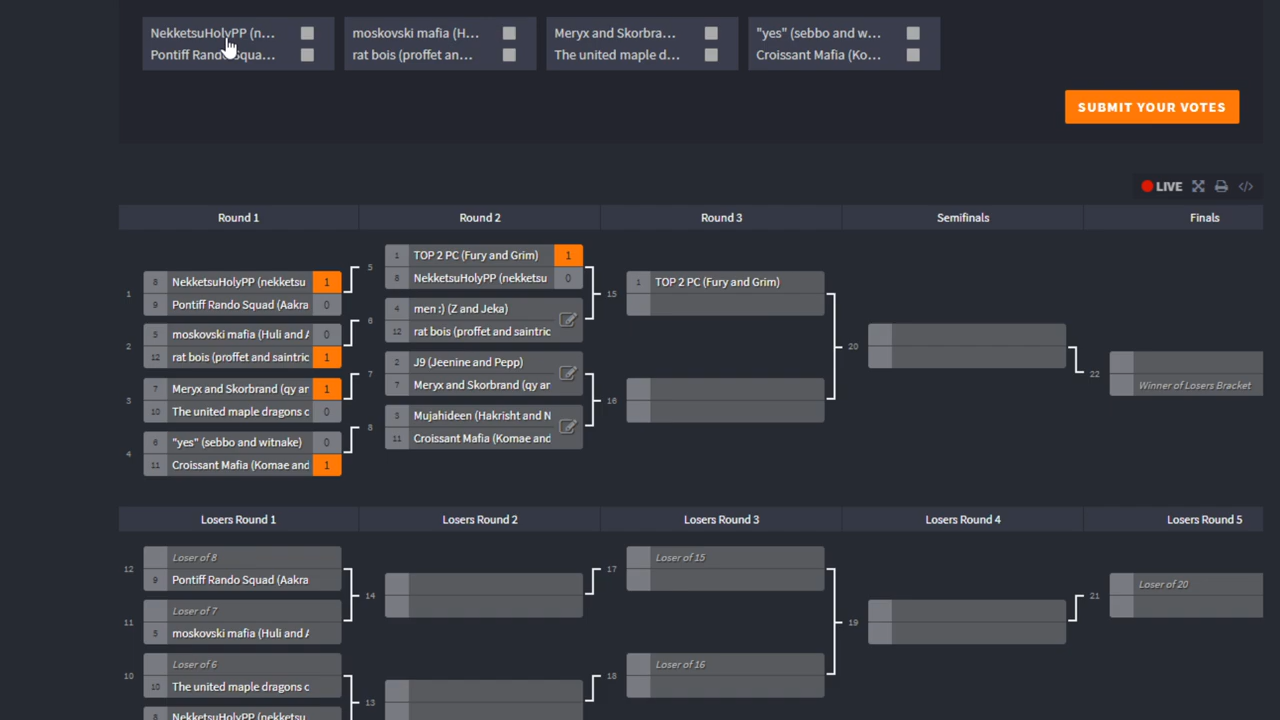 NekketsuHolyPP (n...
Pontiff Rando Squa...
moskovski mafia (H...
rat bois (proffet an...
Meryx and Skorbra...
The united maple d...
"yes" (sebbo and w...
Croissant Mafia (Ko...
SUBMIT YOUR VOTES
LIVE
Round 1
Round 2
Round 3
Semifinals
Finals
1
8 NekketsuHolyPP (nekketsu 1
9 Pontiff Rando Squad (Aakra 0
2
5 moskovski mafia (Huli and A 0
12 rat bois (proffet and saintric 1
3
7 Meryx and Skorbrand (qy ar 1
10 The united maple dragons c 0
4
6 "yes" (sebbo and witnake) 0
11 Croissant Mafia (Komae and 1
5
1 TOP 2 PC (Fury and Grim) 1
8 NekketsuHolyPP (nekketsu 0
6
4 men :) (Z and Jeka)
12 rat bois (proffet and saintric
7
2 J9 (Jeenine and Pepp)
7 Meryx and Skorbrand (qy ar
8
Mujahideen (Hakrisht and N
11 Croissant Mafia (Komae and
15
1 TOP 2 PC (Fury and Grim)
16
20
22
Winner of Losers Bracket
Losers Round 1
Losers Round 2
Losers Round 3
Losers Round 4
Losers Round 5
12
Loser of 8
9 Pontiff Rando Squad (Aakra
11
Loser of 7
5 moskovski mafia (Huli and A
10
Loser of 6
10 The united maple dragons c
8 NekketsuHolyPP (nekketsu
14
13
17
Loser of 15
18
Loser of 16
19
21
Loser of 20